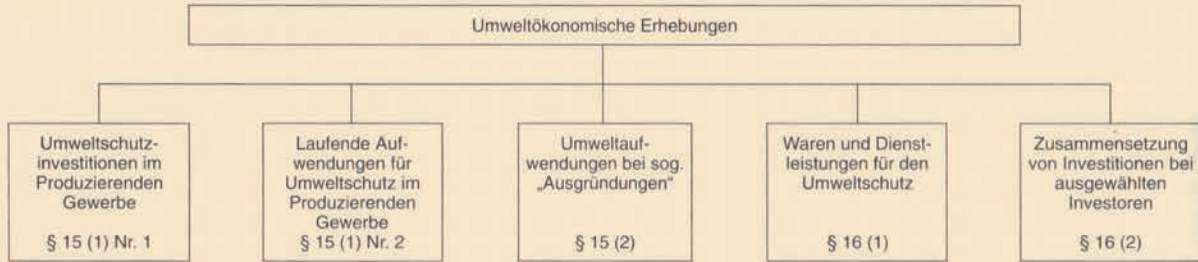 Umweltökonomische Erhebungen
Umweltschutz-
investitionen im
Produzierenden
Gewerbe
§ 15 (1) Nr. 1
Laufende Auf-
wendungen für
Umweltschutz im
Produzierenden
Gewerbe
§ 15 (1) Nr. 2
Umweltauf-
wendungen bei sog.
„Ausgründungen“
§ 15 (2)
Waren und Dienst-
leistungen für den
Umweltschutz
§ 16 (1)
Zusammensetzung
von Investitionen bei
ausgewählten
Investoren
§ 16 (2)